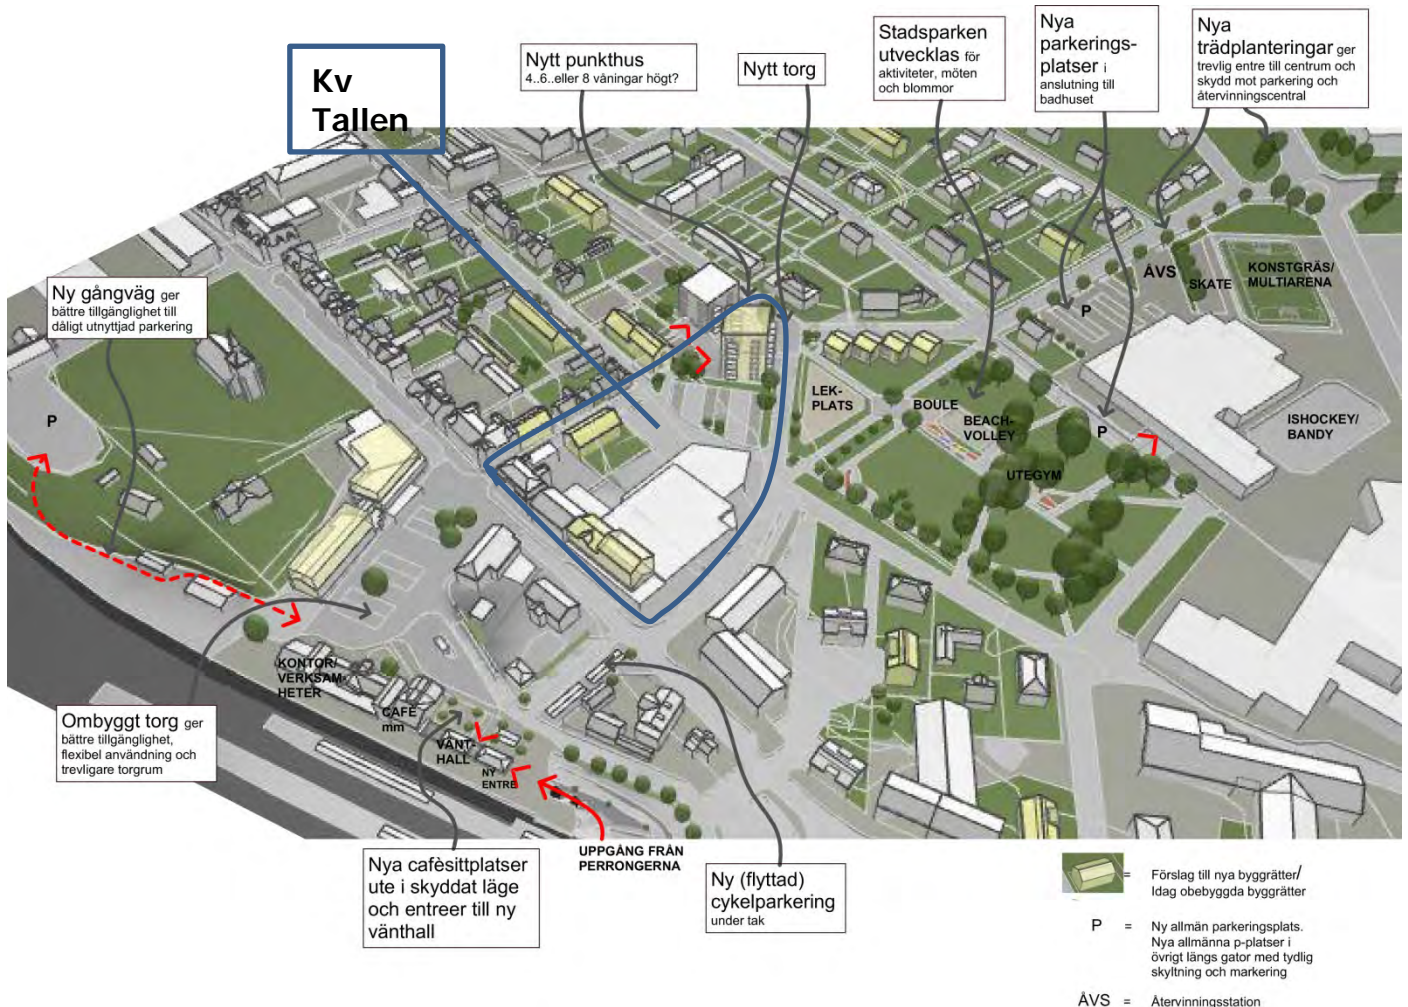 Kv
Tallen
Nytt punkthus
4..6..eller 8 våningar högt?
Nytt torg
Stadsparken
utvecklas för
aktiviteter, möten
och blommor
Nya
parkerings-
platser i
anslutning till
badhuset
Nya
trädplanteringar ger
trevlig entre till centrum och
skydd mot parkering och
återvinningscentral
Ny gångväg ger
bättre tillgänglighet till
dåligt utnyttjad parkering
P
ÅVS
SKATE
KONSTGRÄS/
MULTIARENA
P
LEK-
PLATS
BOULE
BEACH-
VOLLEY
UTEGYM
P
ISHOCKEY/
BANDY
KONTOR/
VERKSAM-
HETER
CAFE
mm
VÄNT-
HALL
NY
ENTRE
Ombyggt torg ger
bättre tillgänglighet,
flexibel användning och
trevligare torgrum
UPPGÅNG FRÅN
PERRONGERNA
Nya cafèsittplatser
ute i skyddat läge
och entreer till ny
vänthall
Ny (flyttad)
cykelparkering
under tak
= Förslag till nya byggrätter/
Idag obebyggda byggrätter
P = Ny allmän parkeringsplats.
Nya allmänna p-platser i
övrigt längs gator med tydlig
skyltning och markering
ÅVS = Återvinningsstation